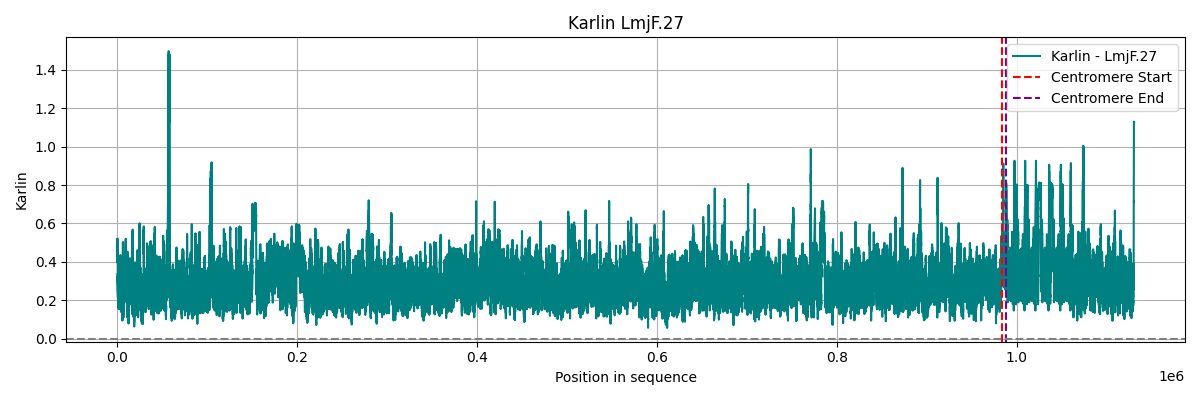 Karlin LmjF.27
Karlin
1.4
1.2
1.0
0.8
0.6
0.4
0.2
0.0
Karlin - LmjF.27
Centromere Start
Centromere End
0.0 0.2 0.4 0.6 0.8 1.0
1e6
Position in sequence